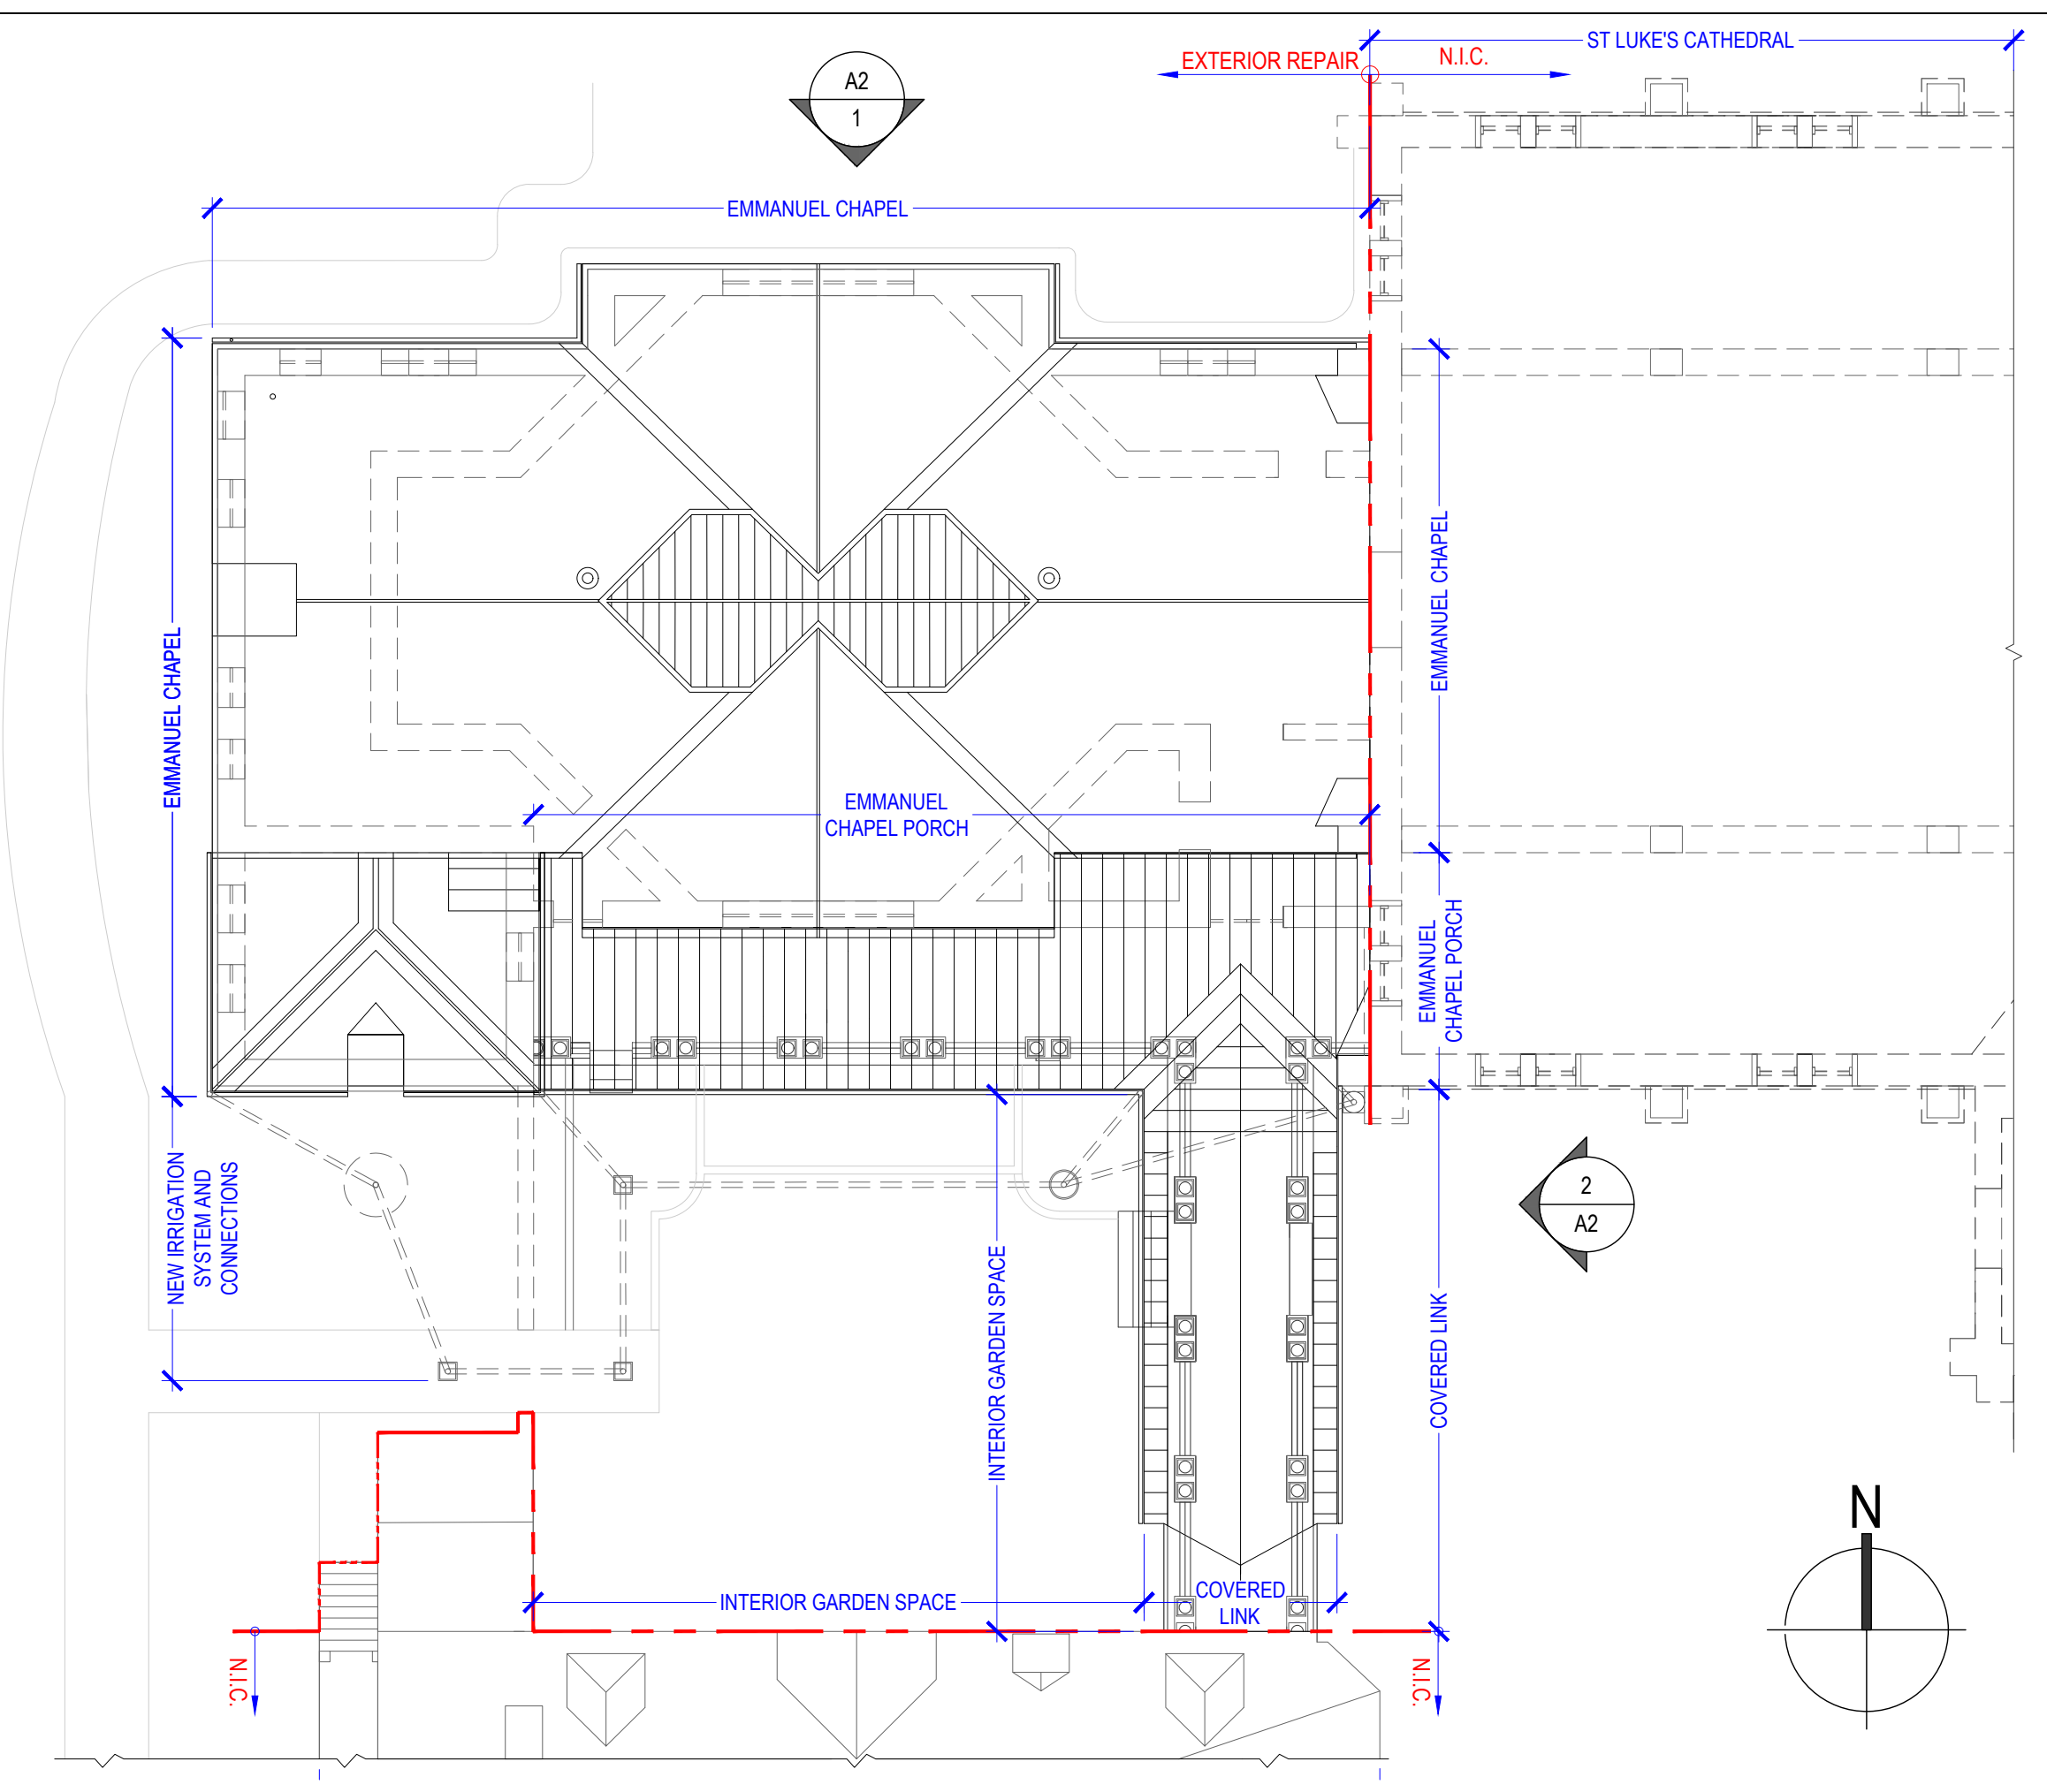 ST LUKE'S CATHEDRAL
EXTERIOR REPAIR
N.I.C.
A2
1
EMMANUEL CHAPEL
EMMANUEL CHAPEL
EMMANUEL CHAPEL
EMMANUEL
CHAPEL PORCH
EMMANUEL
CHAPEL PORCH
NEW IRRIGATION
SYSTEM AND
CONNECTIONS
2
A2
INTERIOR GARDEN SPACE
COVERED LINK
N
INTERIOR GARDEN SPACE
COVERED
LINK
N.I.C.
N.I.C.